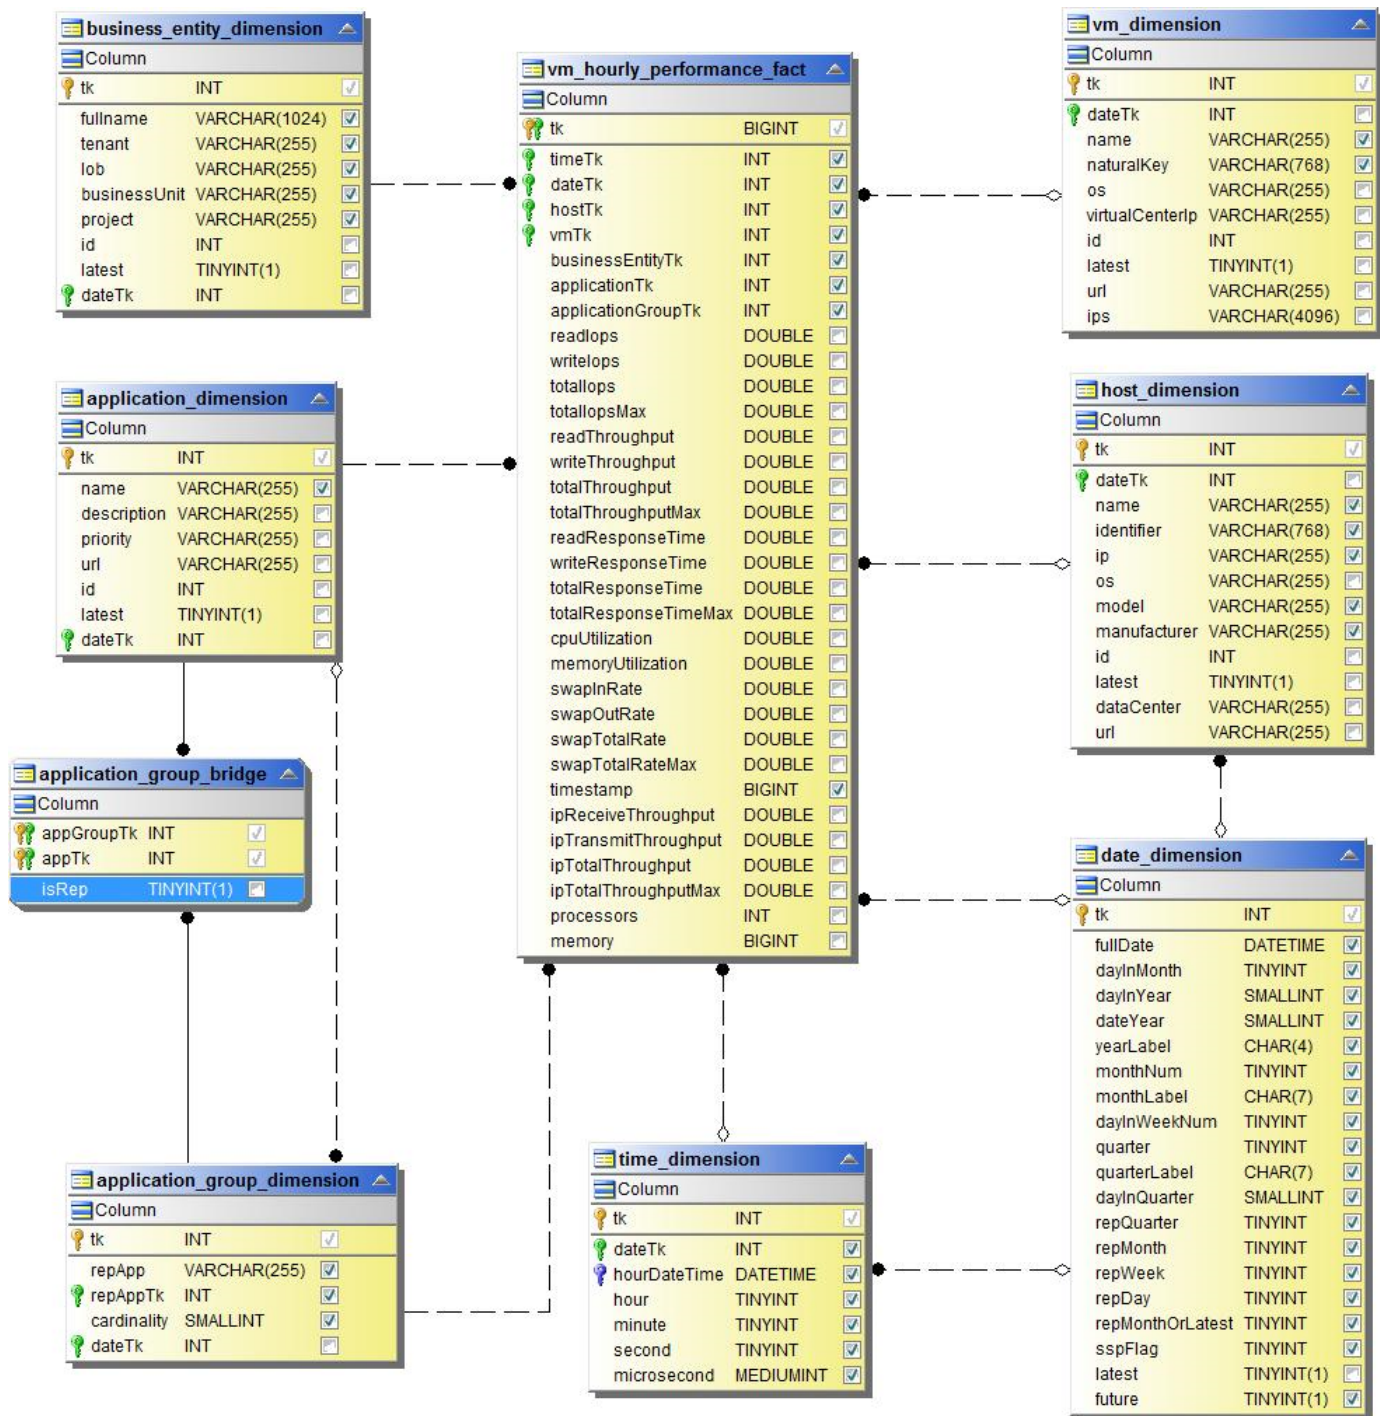 business_entity_dimension
Column
tk INT
fullname VARCHAR(1024)
tenant VARCHAR(255)
lob VARCHAR(255)
businessUnit VARCHAR(255)
project VARCHAR(255)
id INT
latest TINYINT(1)
dateTk INT
vm_hourly_performance_fact
Column
tk BIGINT
timeTk INT
dateTk INT
hostTk INT
vmTk INT
businessEntityTk INT
applicationTk INT
applicationGroupTk INT
readIops DOUBLE
writeIops DOUBLE
totalIops DOUBLE
totalIopsMax DOUBLE
readThroughput DOUBLE
writeThroughput DOUBLE
totalThroughput DOUBLE
totalThroughputMax DOUBLE
readResponseTime DOUBLE
writeResponseTime DOUBLE
totalResponseTime DOUBLE
totalResponseTimeMax DOUBLE
cpuUtilization DOUBLE
memoryUtilization DOUBLE
swapInRate DOUBLE
swapOutRate DOUBLE
swapTotalRate DOUBLE
swapTotalRateMax DOUBLE
timestamp BIGINT
ipReceiveThroughput DOUBLE
ipTransmitThroughput DOUBLE
ipTotalThroughput DOUBLE
ipTotalThroughputMax DOUBLE
processors INT
memory BIGINT
vm_dimension
Column
tk INT
dateTk INT
name VARCHAR(255)
naturalKey VARCHAR(768)
os VARCHAR(255)
virtualCenterIp VARCHAR(255)
id INT
latest TINYINT(1)
url VARCHAR(255)
ips VARCHAR(4096)
application_dimension
Column
tk INT
name VARCHAR(255)
description VARCHAR(255)
priority VARCHAR(255)
url VARCHAR(255)
id INT
latest TINYINT(1)
dateTk INT
host_dimension
Column
tk INT
dateTk INT
name VARCHAR(255)
identifier VARCHAR(768)
ip VARCHAR(255)
os VARCHAR(255)
model VARCHAR(255)
manufacturer VARCHAR(255)
id INT
latest TINYINT(1)
dataCenter VARCHAR(255)
url VARCHAR(255)
application_group_bridge
Column
appGroupTk INT
appTk INT
isRep TINYINT(1)
date_dimension
Column
tk INT
fullDate DATETIME
dayInMonth TINYINT
dayInYear SMALLINT
dateYear SMALLINT
yearLabel CHAR(4)
monthNum TINYINT
monthLabel CHAR(7)
dayInWeekNum TINYINT
quarter TINYINT
quarterLabel CHAR(7)
dayInQuarter SMALLINT
repQuarter TINYINT
repMonth TINYINT
repWeek TINYINT
repDay TINYINT
repMonthOrLatest TINYINT
sspFlag TINYINT
latest TINYINT(1)
future TINYINT(1)
application_group_dimension
Column
tk INT
repApp VARCHAR(255)
repAppTk INT
cardinality SMALLINT
dateTk INT
time_dimension
Column
tk INT
dateTk INT
hourDateTime DATETIME
hour TINYINT
minute TINYINT
second TINYINT
microsecond MEDIUMINT